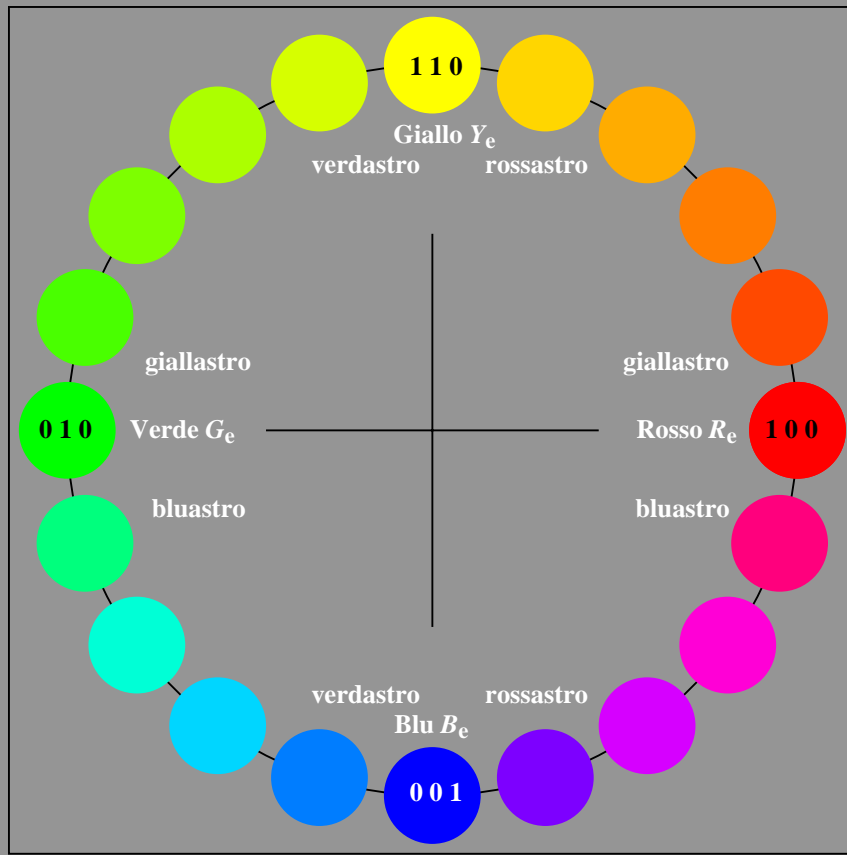 1 1 0
Giallo Ye
verdastro rossastro
giallastro giallastro
0 1 0 Verde Ge Rosso Re 1 0 0
bluastro bluastro
verdastro rossastro
Blu Be
0 0 1